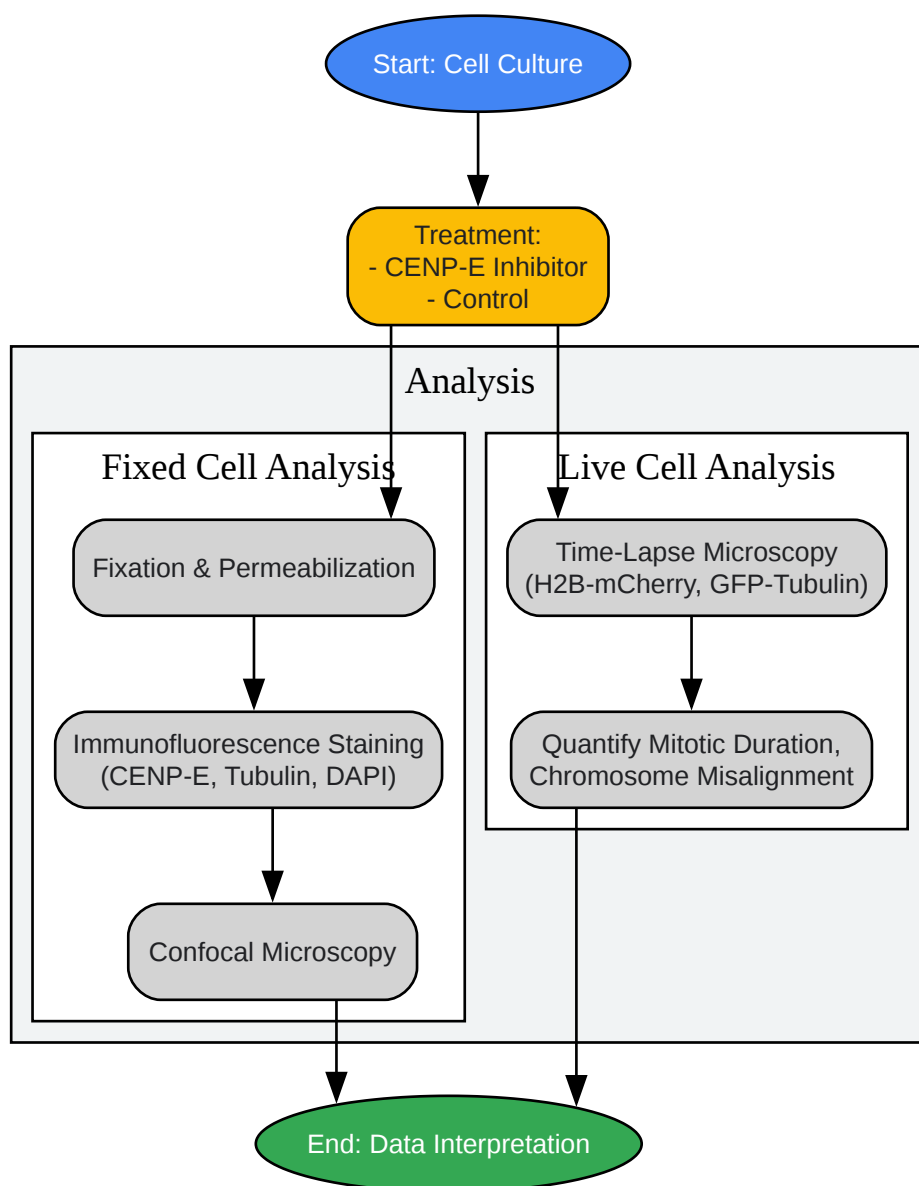 Start: Cell Culture
Treatment:
- CENP-E Inhibitor
- Control
Analysis
Fixed Cell Analysis
Fixation & Permeabilization
Immunofluorescence Staining
(CENP-E, Tubulin, DAPI)
Confocal Microscopy
Live Cell Analysis
Time-Lapse Microscopy
(H2B-mCherry, GFP-Tubulin)
Quantify Mitotic Duration,
Chromosome Misalignment
End: Data Interpretation